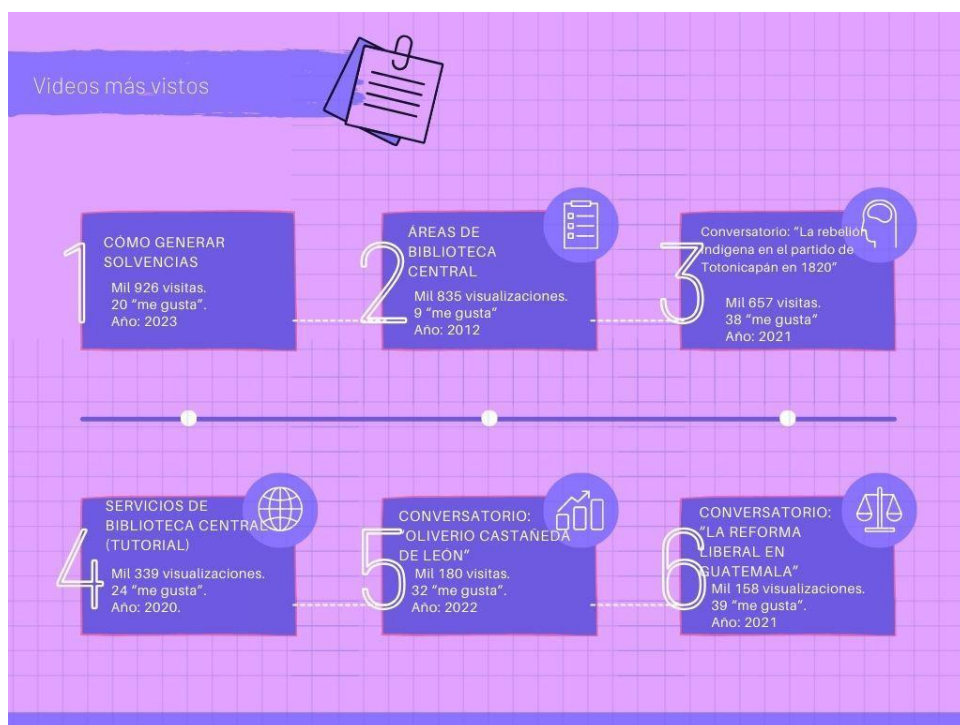 Videos más vistos
1
CÓMO GENERAR
SOLVENCIAS
Mil 926 visitas.
20 "me gusta".
Año: 2023
2
ÁREAS DE
BIBLIOTECA
CENTRAL
Mil 835 visualizaciones.
9 "me gusta"
Año: 2012
3
Conversatorio: "La rebelión
indígena en el partido de
Totonicapán en 1820"
Mil 657 visitas.
38 "me gusta"
Año: 2021
4
SERVICIOS DE
BIBLIOTECA CENTRAL
(TUTORIAL)
Mil 339 visualizaciones.
24 "me gusta".
Año: 2020.
5
CONVERSATORIO:
"OLIVERIO CASTAÑEDA
DE LEÓN"
Mil 180 visitas.
32 "me gusta".
Año: 2022
6
CONVERSATORIO:
"LA REFORMA
LIBERAL EN
GUATEMALA"
Mil 158 visualizaciones.
39 "me gusta".
Año: 2021